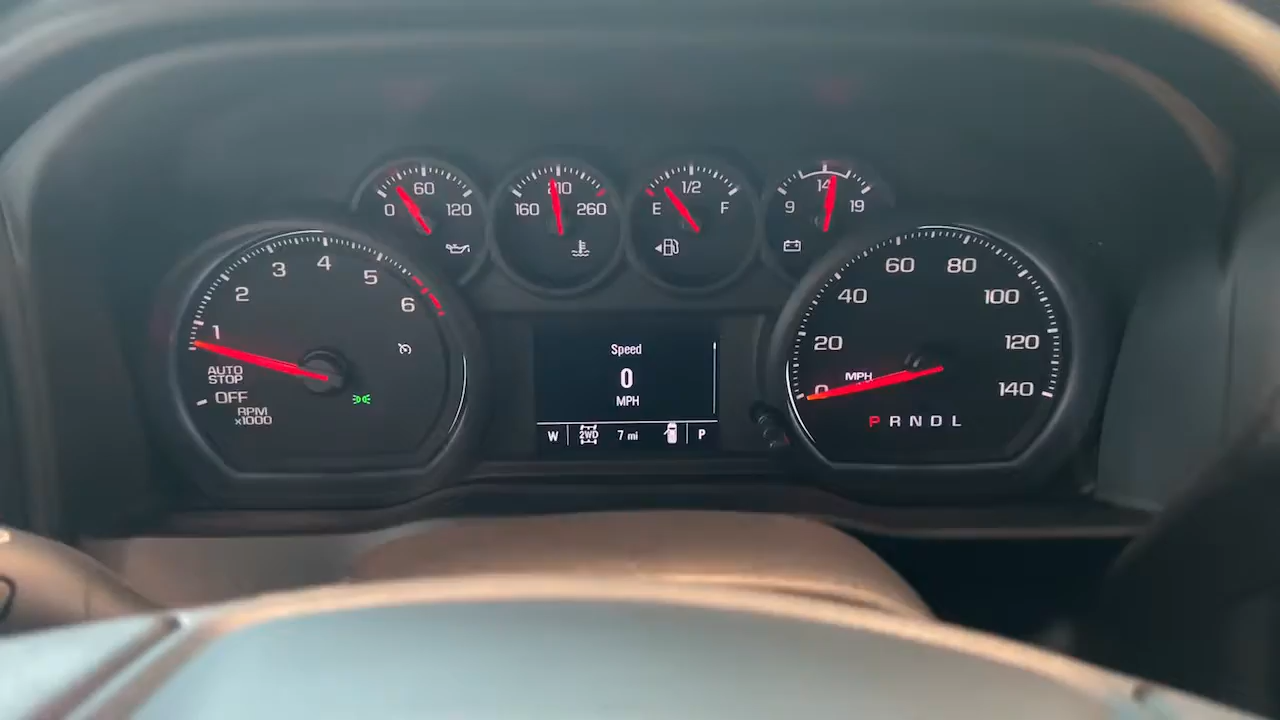 0 60 120
160 210 260
E 1/2 F
9 14 19
1 2 3 4 5 6
AUTO
STOP
OFF
RPM
x1000
Speed
0
MPH
W 2WD 7 mi P
0 20 40 60 80 100 120 140
MPH
P R N D L